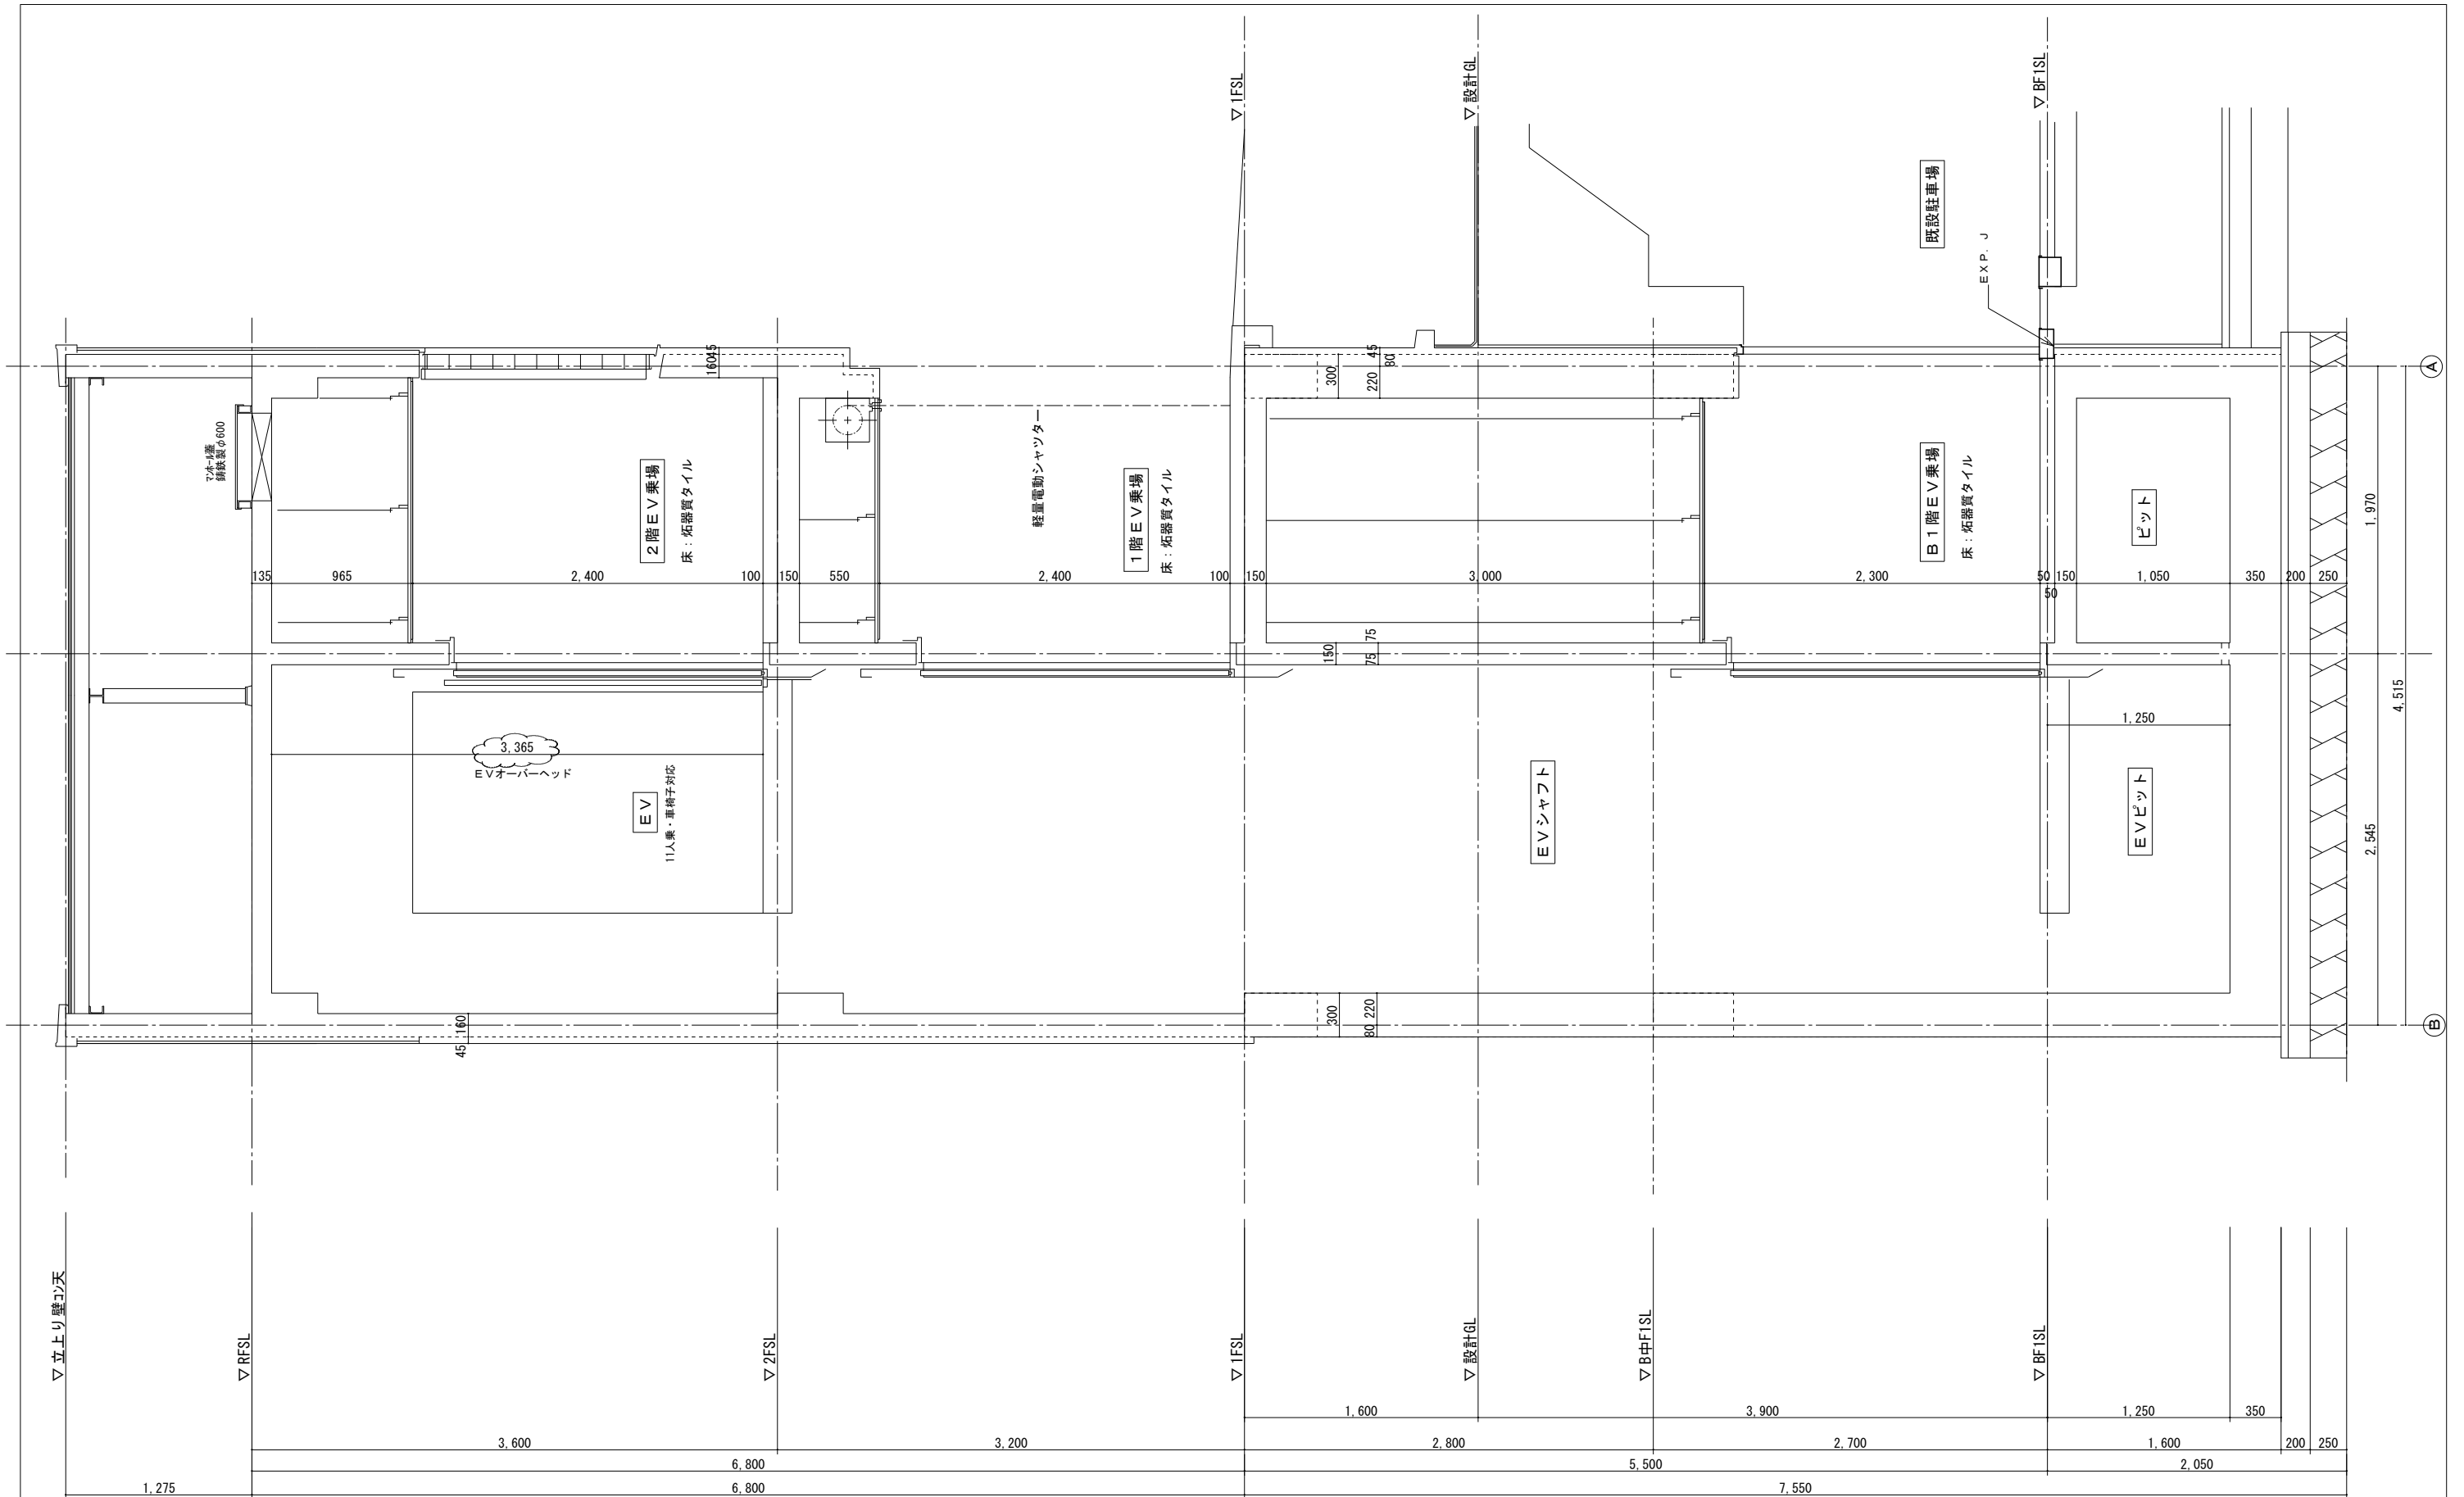 ▽1FSL
▽設計GL
▽BF1SL
既設駐車場
EXP. J
16045
300
45
80
220
Ⓐ
マンホール蓋
鋳鉄製φ600
2階EV乗場
床：炻器質タイル
軽量電動シャッター
1階EV乗場
床：炻器質タイル
B1階EV乗場
床：炻器質タイル
ピット
1,970
135
965
2,400
100
150
550
2,400
100
150
3,000
2,300
50
150
50
1,050
350
200
250
150
75
75
4,515
1,250
3,365
EVオーバーヘッド
EV
11人乗・車椅子対応
EVシャフト
EVピット
2,545
45
160
300
80
220
Ⓑ
▽立上り壁コン天
▽RFSL
▽2FSL
▽1FSL
▽設計GL
▽B中F1SL
▽BF1SL
1,600
3,900
1,250
350
3,600
3,200
2,800
2,700
1,600
200
250
6,800
5,500
2,050
1,275
6,800
7,550